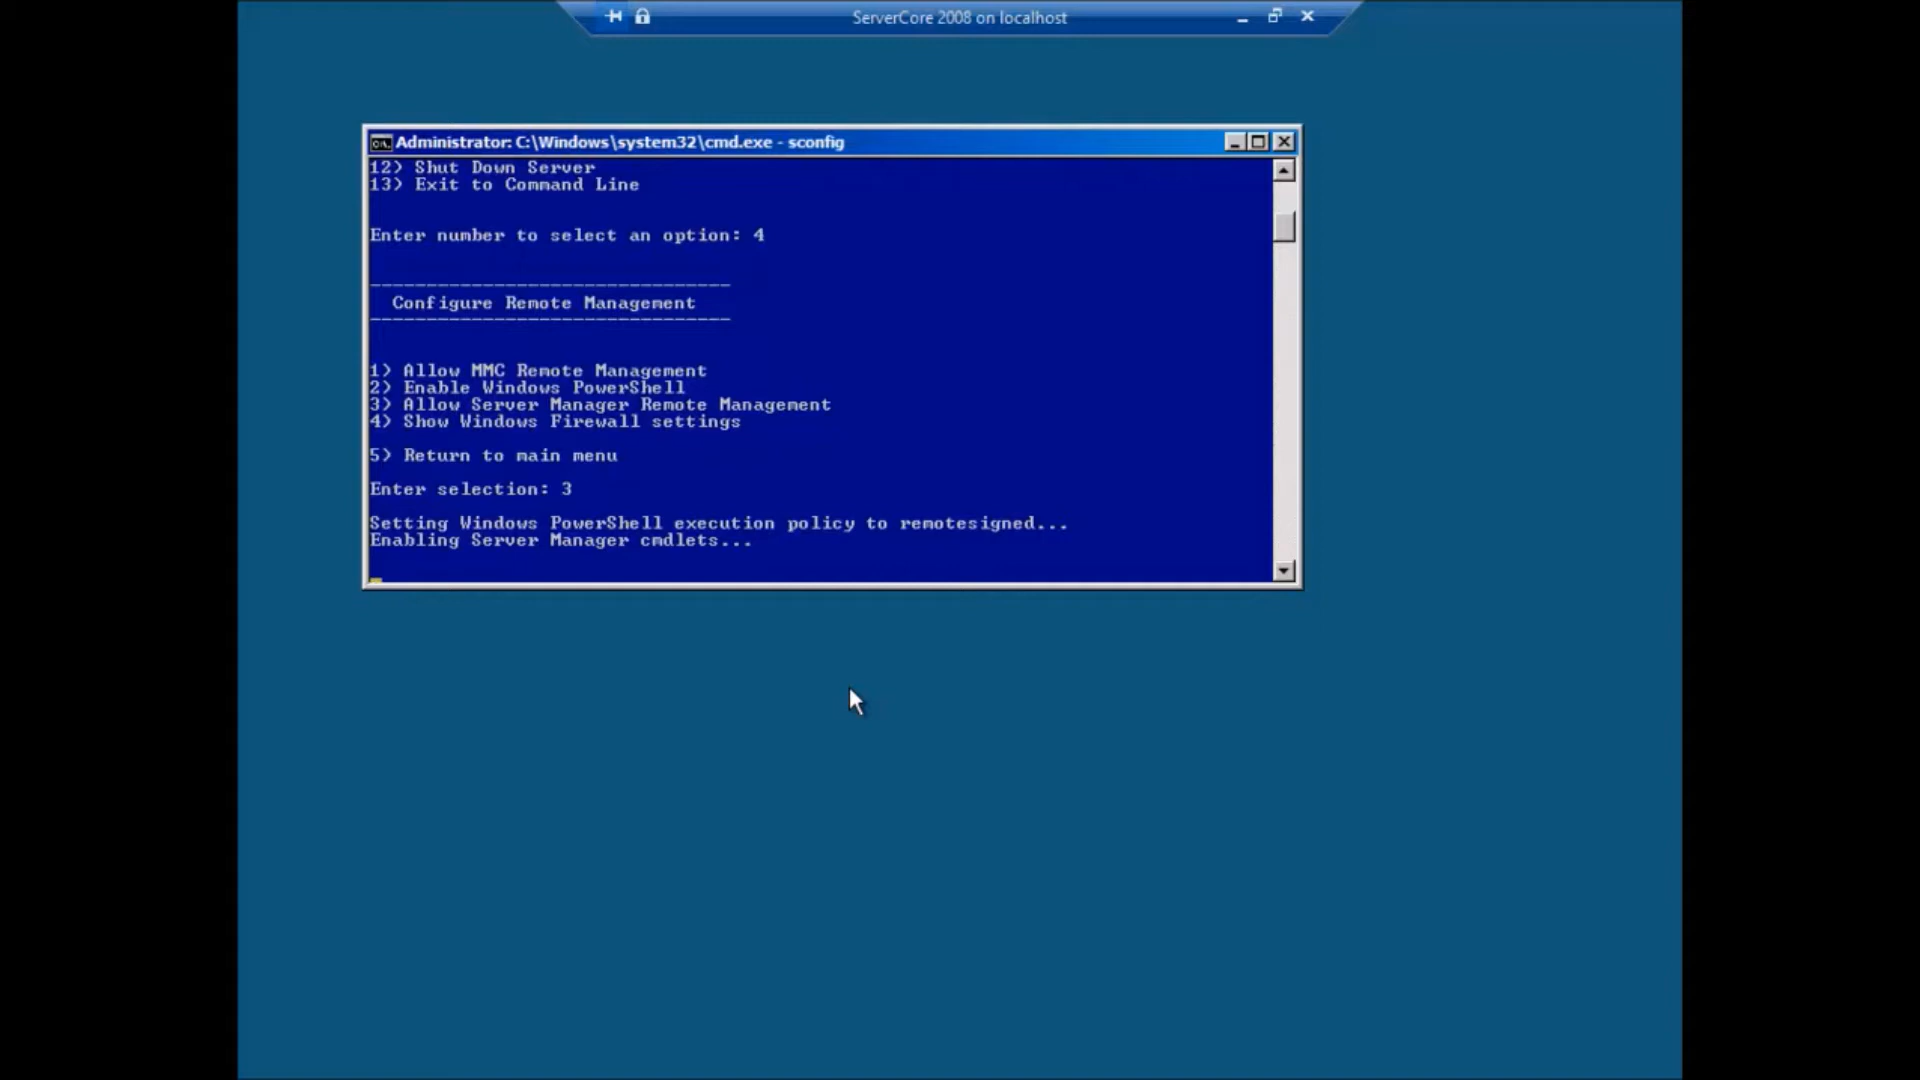 ServerCore 2008 on localhost
Administrator: C:\Windows\system32\cmd.exe - sconfig
12) Shut Down Server
13) Exit to Command Line
Enter number to select an option: 4
Configure Remote Management
1) Allow MMC Remote Management
2) Enable Windows PowerShell
3) Allow Server Manager Remote Management
4) Show Windows Firewall settings
5) Return to main menu
Enter selection: 3
Setting Windows PowerShell execution policy to remotesigned...
Enabling Server Manager cmdlets...